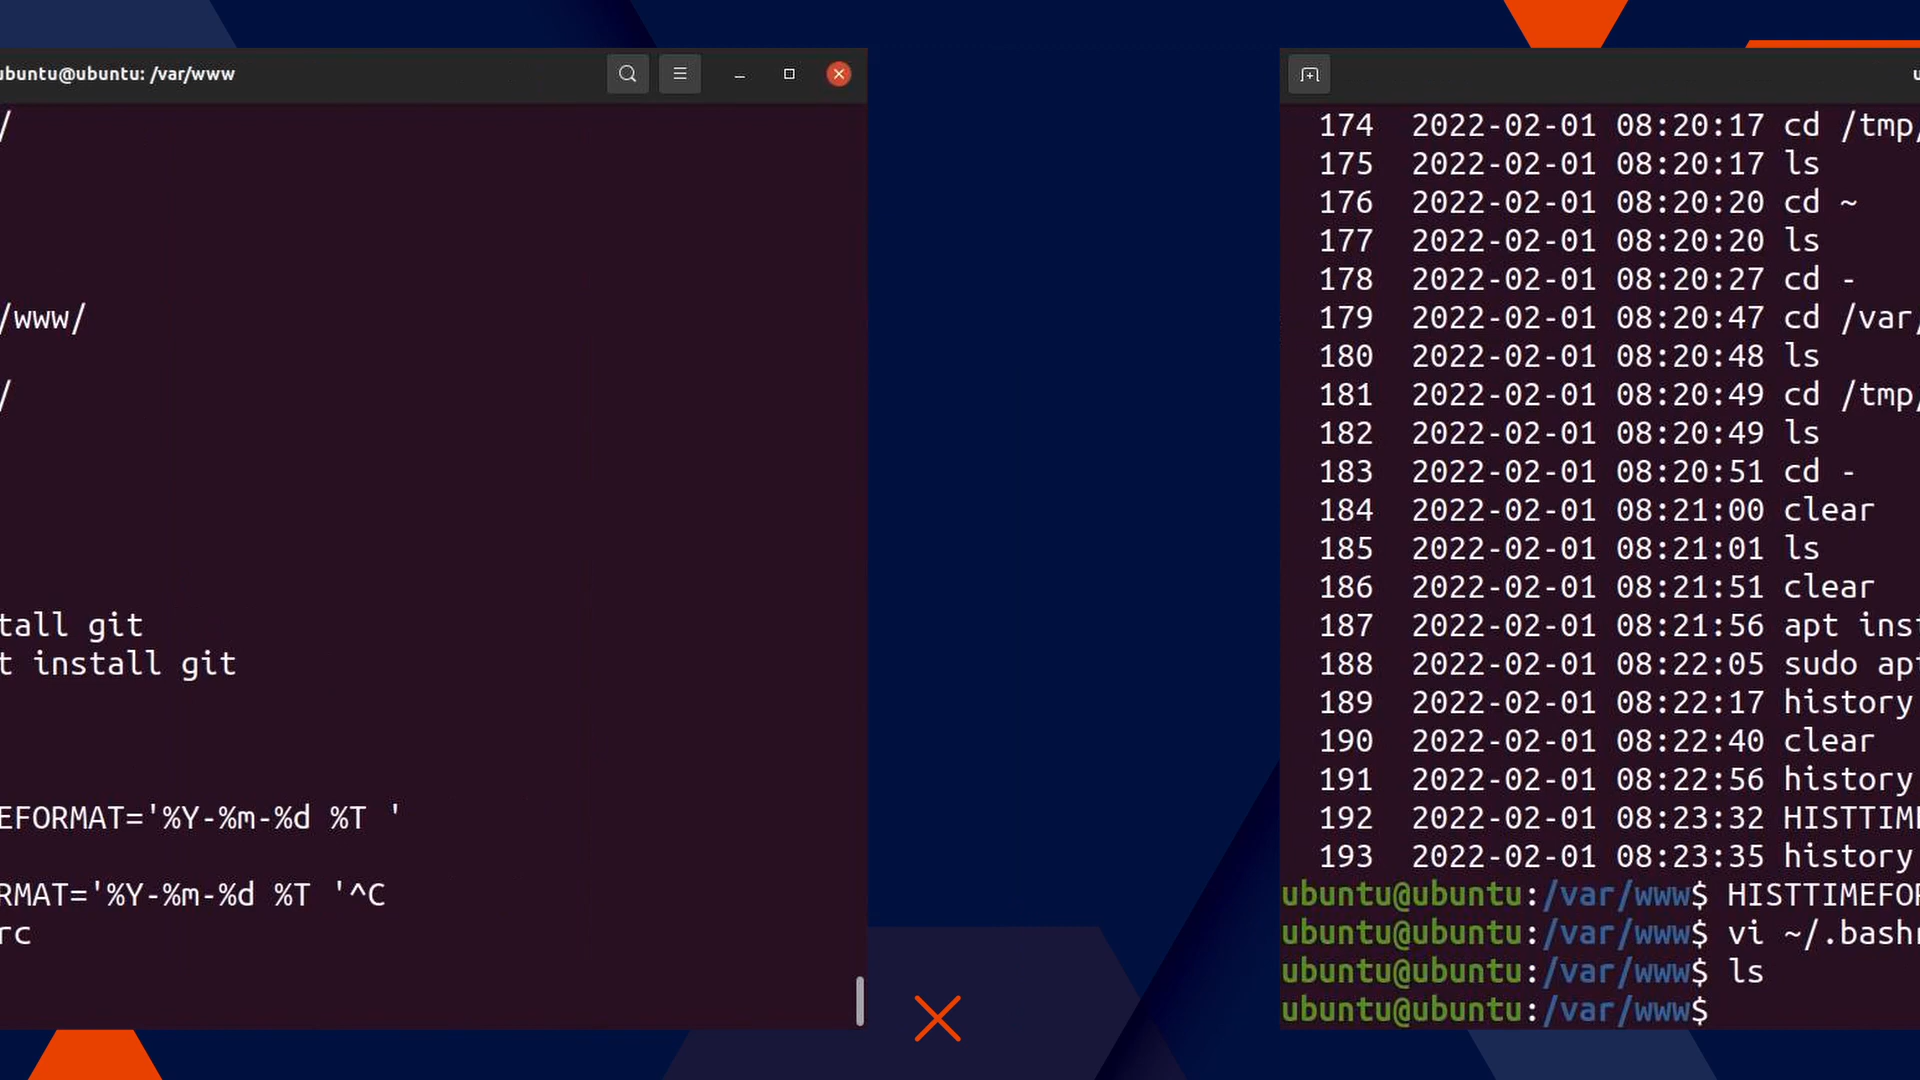 ubuntu@ubuntu: /var/www
/
/www/
/
tall git
t install git
EFORMAT='%Y-%m-%d %T '
RMAT='%Y-%m-%d %T '^C
rc
174 2022-02-01 08:20:17 cd /tmp/
175 2022-02-01 08:20:17 ls
176 2022-02-01 08:20:20 cd ~
177 2022-02-01 08:20:20 ls
178 2022-02-01 08:20:27 cd -
179 2022-02-01 08:20:47 cd /var/
180 2022-02-01 08:20:48 ls
181 2022-02-01 08:20:49 cd /tmp/
182 2022-02-01 08:20:49 ls
183 2022-02-01 08:20:51 cd -
184 2022-02-01 08:21:00 clear
185 2022-02-01 08:21:01 ls
186 2022-02-01 08:21:51 clear
187 2022-02-01 08:21:56 apt inst
188 2022-02-01 08:22:05 sudo apt
189 2022-02-01 08:22:17 history
190 2022-02-01 08:22:40 clear
191 2022-02-01 08:22:56 history
192 2022-02-01 08:23:32 HISTTIME
193 2022-02-01 08:23:35 history
ubuntu@ubuntu:/var/www$ HISTTIMEFOR
ubuntu@ubuntu:/var/www$ vi ~/.bashr
ubuntu@ubuntu:/var/www$ ls
ubuntu@ubuntu:/var/www$